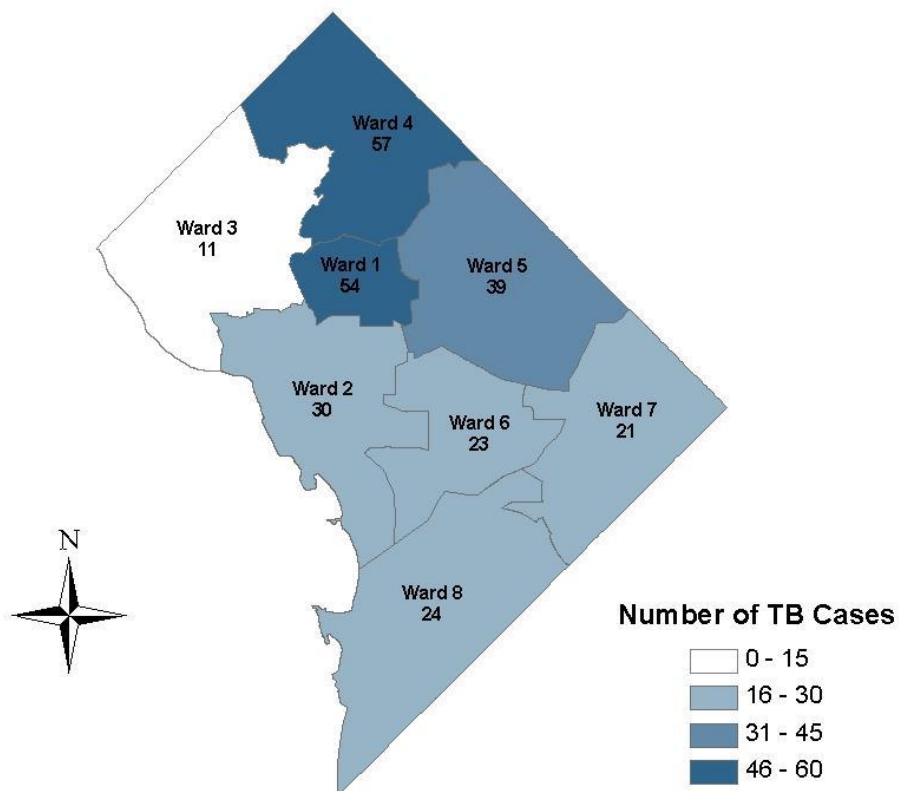 Ward 4
57
Ward 3
11
Ward 1
54
Ward 5
39
Ward 2
30
Ward 6
23
Ward 7
21
N
Ward 8
24
Number of TB Cases
0 - 15
16 - 30
31 - 45
46 - 60